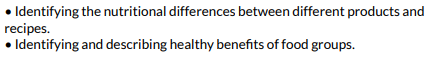 • Identifying the nutritional differences between different products and
recipes.
• Identifying and describing healthy benefits of food groups.